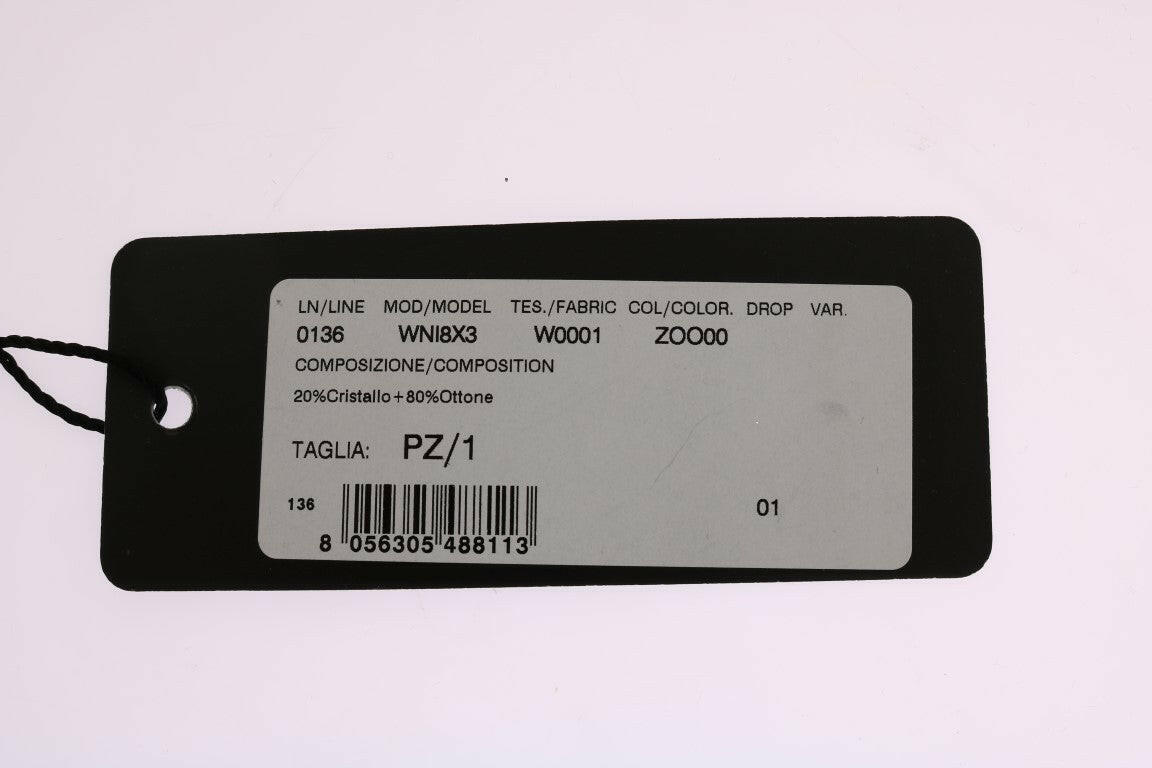 LN/LINE MOD/MODEL TES./FABRIC COL/COLOR. DROP VAR.
0136 WNI8X3 W0001 ZOO00
COMPOSIZIONE/COMPOSITION
20%Cristallo+80%Ottone
TAGLIA: PZ/1
136 01
8 056305 488113